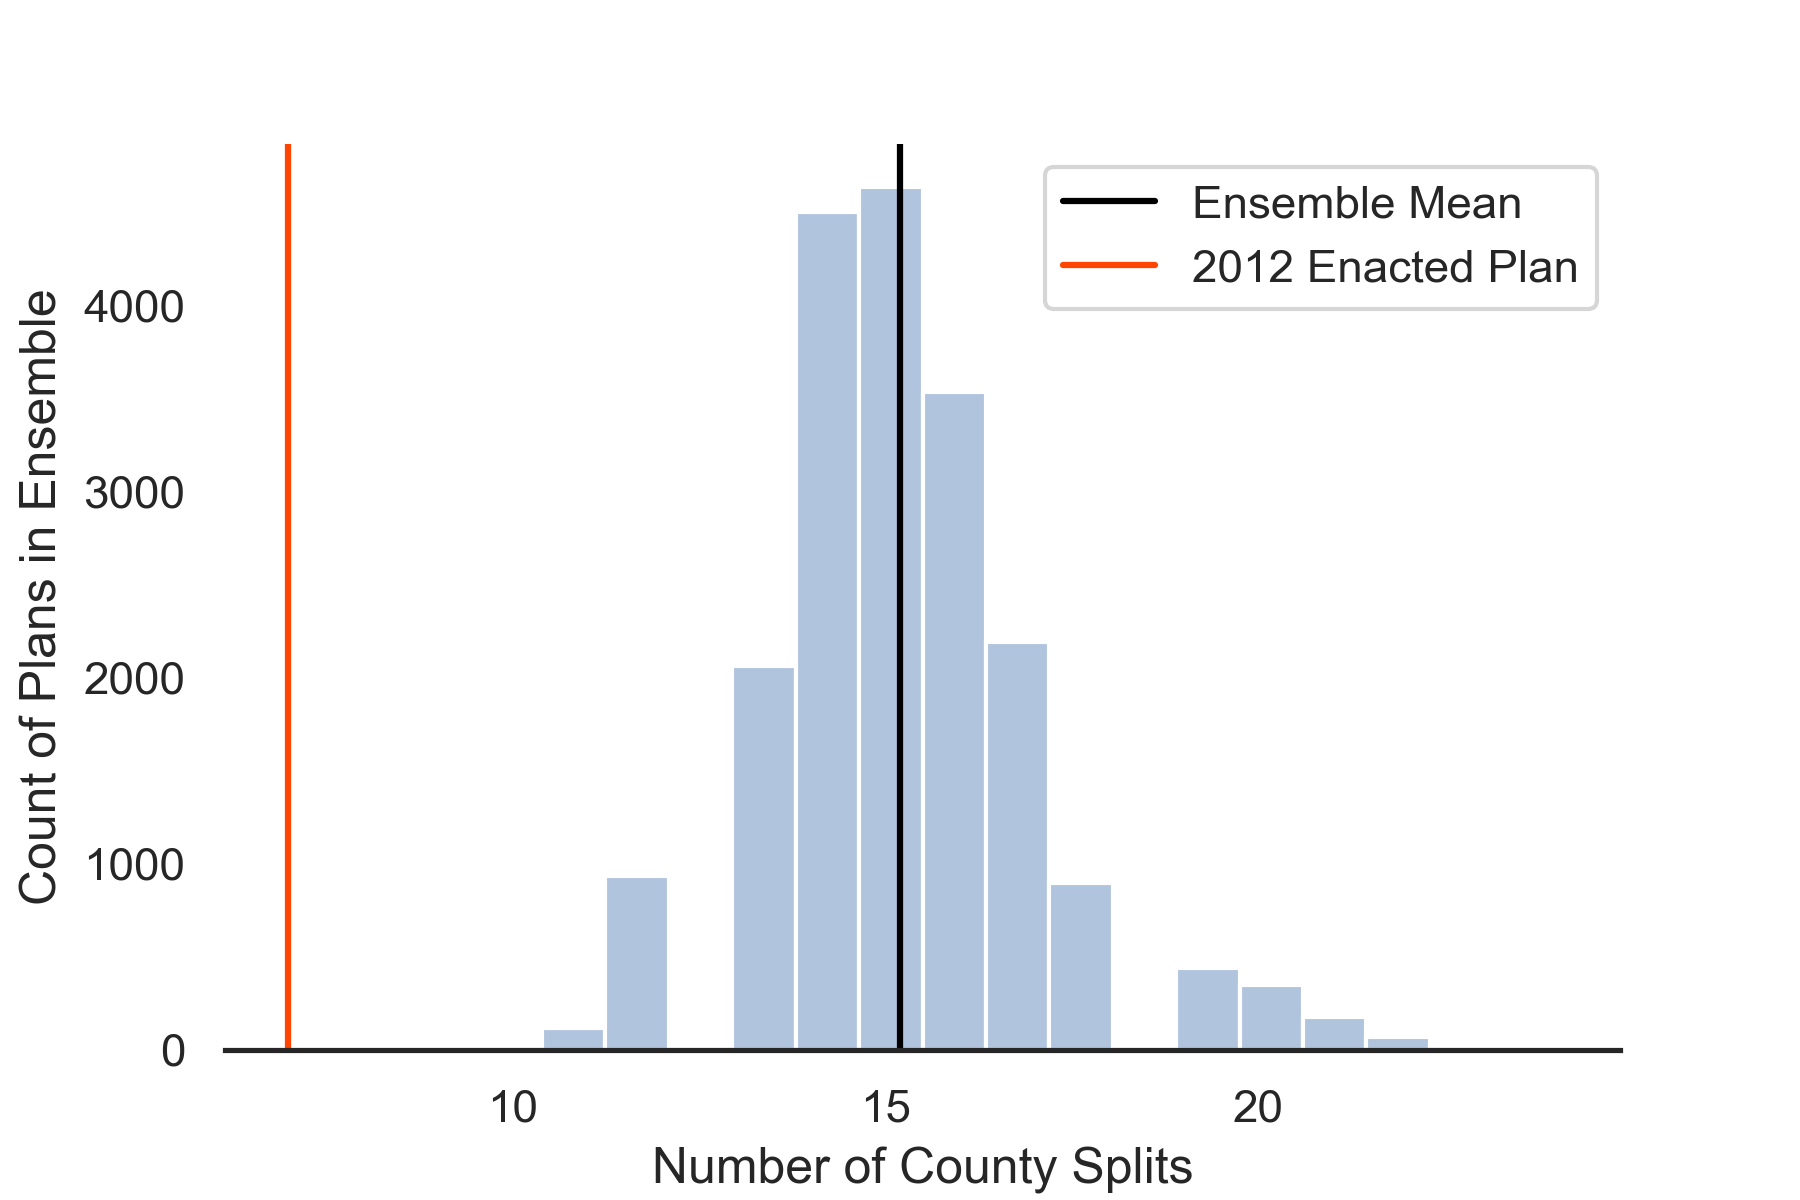 Ensemble Mean
2012 Enacted Plan
Count of Plans in Ensemble
4000
3000
2000
1000
0
10 15 20
Number of County Splits